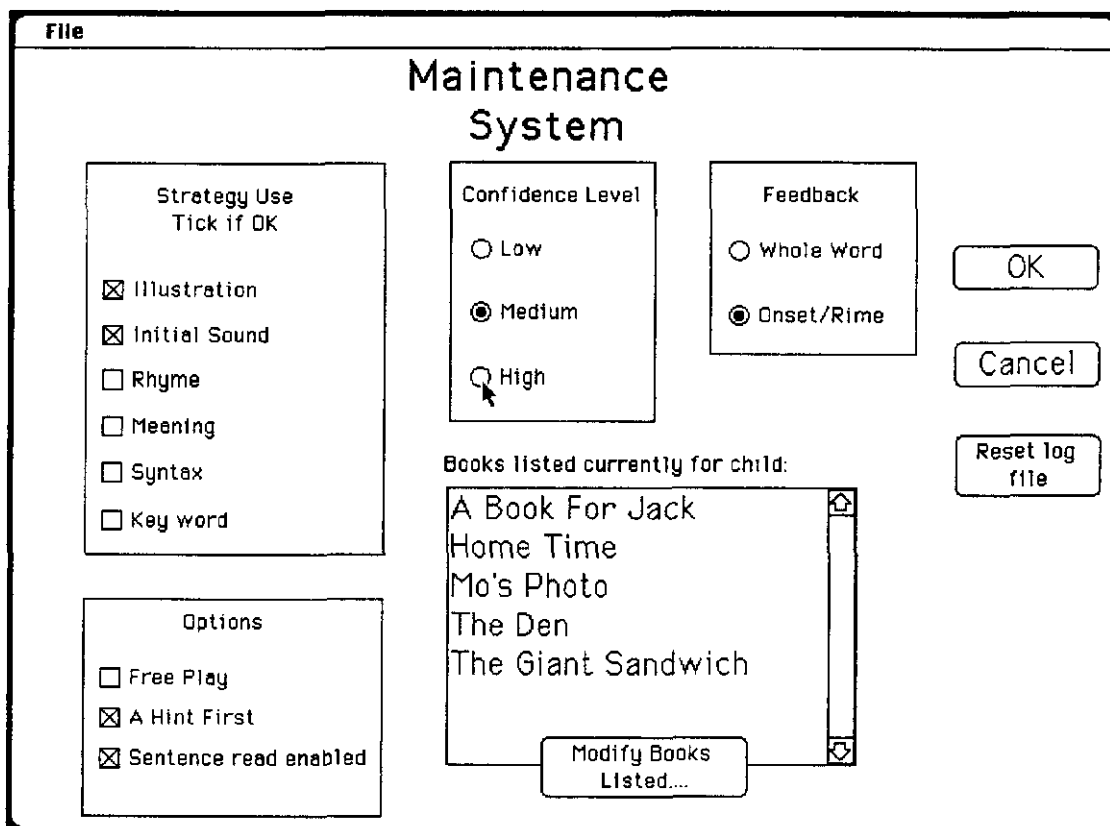 File
Maintenance
System
Strategy Use
Tick if OK
Illustration
Initial Sound
Rhyme
Meaning
Syntax
Key word
Confidence Level
Low
Medium
High
Feedback
Whole Word
Onset/Rime
OK
Cancel
Reset log
file
Options
Free Play
A Hint First
Sentence read enabled
Books listed currently for child:
A Book For Jack
Home Time
Mo's Photo
The Den
The Giant Sandwich
Modify Books
Listed....